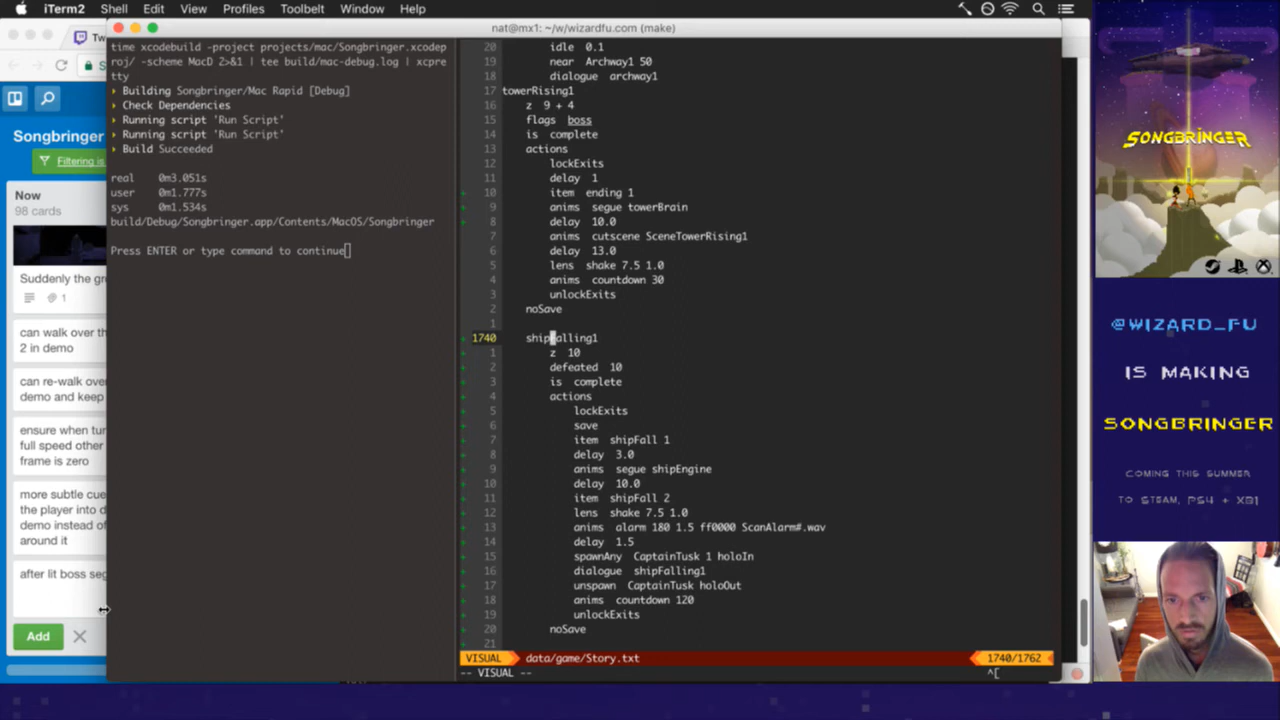 iTerm2 Shell Edit View Profiles Toolbelt Window Help
nat@mx1: ~/w/wizardfu.com (make)
Tw
S
Songbringer
Filtering is
Now
98 cards
Suddenly the gr
1
can walk over th
2 in demo
can re-walk over
demo and keep
ensure when tur
full speed other
frame is zero
more subtle cue
the player into d
demo instead of
around it
after lit boss seg
Add
time xcodebuild -project projects/mac/Songbringer.xcodep
roj/ -scheme MacD 2>&1 | tee build/mac-debug.log | xcpre
tty
Building Songbringer/Mac Rapid [Debug]
Check Dependencies
Running script 'Run Script'
Running script 'Run Script'
Build Succeeded
real 0m3.051s
user 0m1.777s
sys 0m1.534s
build/Debug/Songbringer.app/Contents/MacOS/Songbringer
Press ENTER or type command to continue
20 idle 0.1
19 near Archway1 50
18 dialogue archway1
17 towerRising1
16 z 9 + 4
15 flags boss
14 is complete
13 actions
12 lockExits
11 delay 1
+ 10 item ending 1
+ 9 anims segue towerBrain
+ 8 delay 10.0
7 anims cutscene SceneTowerRising1
6 delay 13.0
5 lens shake 7.5 1.0
4 anims countdown 30
3 unlockExits
2 noSave
1
+ 1740 shipFalling1
+ 1 z 10
+ 2 defeated 10
+ 3 is complete
+ 4 actions
+ 5 lockExits
+ 6 save
+ 7 item shipFall 1
+ 8 delay 3.0
+ 9 anims segue shipEngine
+ 10 delay 10.0
+ 11 item shipFall 2
+ 12 lens shake 7.5 1.0
+ 13 anims alarm 180 1.5 ff0000 ScanAlarm#.wav
+ 14 delay 1.5
+ 15 spawnAny CaptainTusk 1 holoIn
+ 16 dialogue shipFalling1
+ 17 unspawn CaptainTusk holoOut
+ 18 anims countdown 120
+ 19 unlockExits
+ 20 noSave
+ 21
VISUAL data/game/Story.txt 1740/1762
-- VISUAL -- ^[
SONGBRINGER
@WIZARD_FU
IS MAKING
SONGBRINGER
COMING THIS SUMMER
TO STEAM, PS4 + XB1